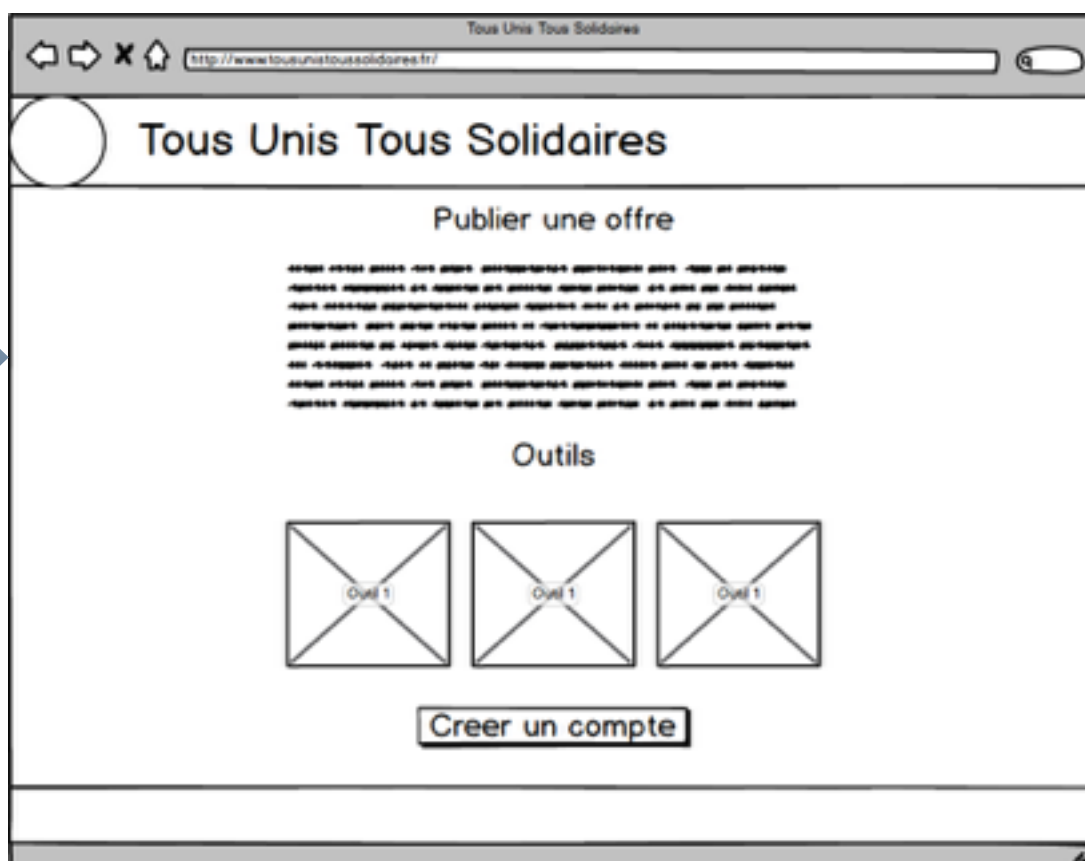 Tous Unis Tous Solidaires
http://www.tousunistoussolidaires.fr/
Tous Unis Tous Solidaires
Publier une offre
Outils
Outil 1 Outil 1 Outil 1
Creer un compte